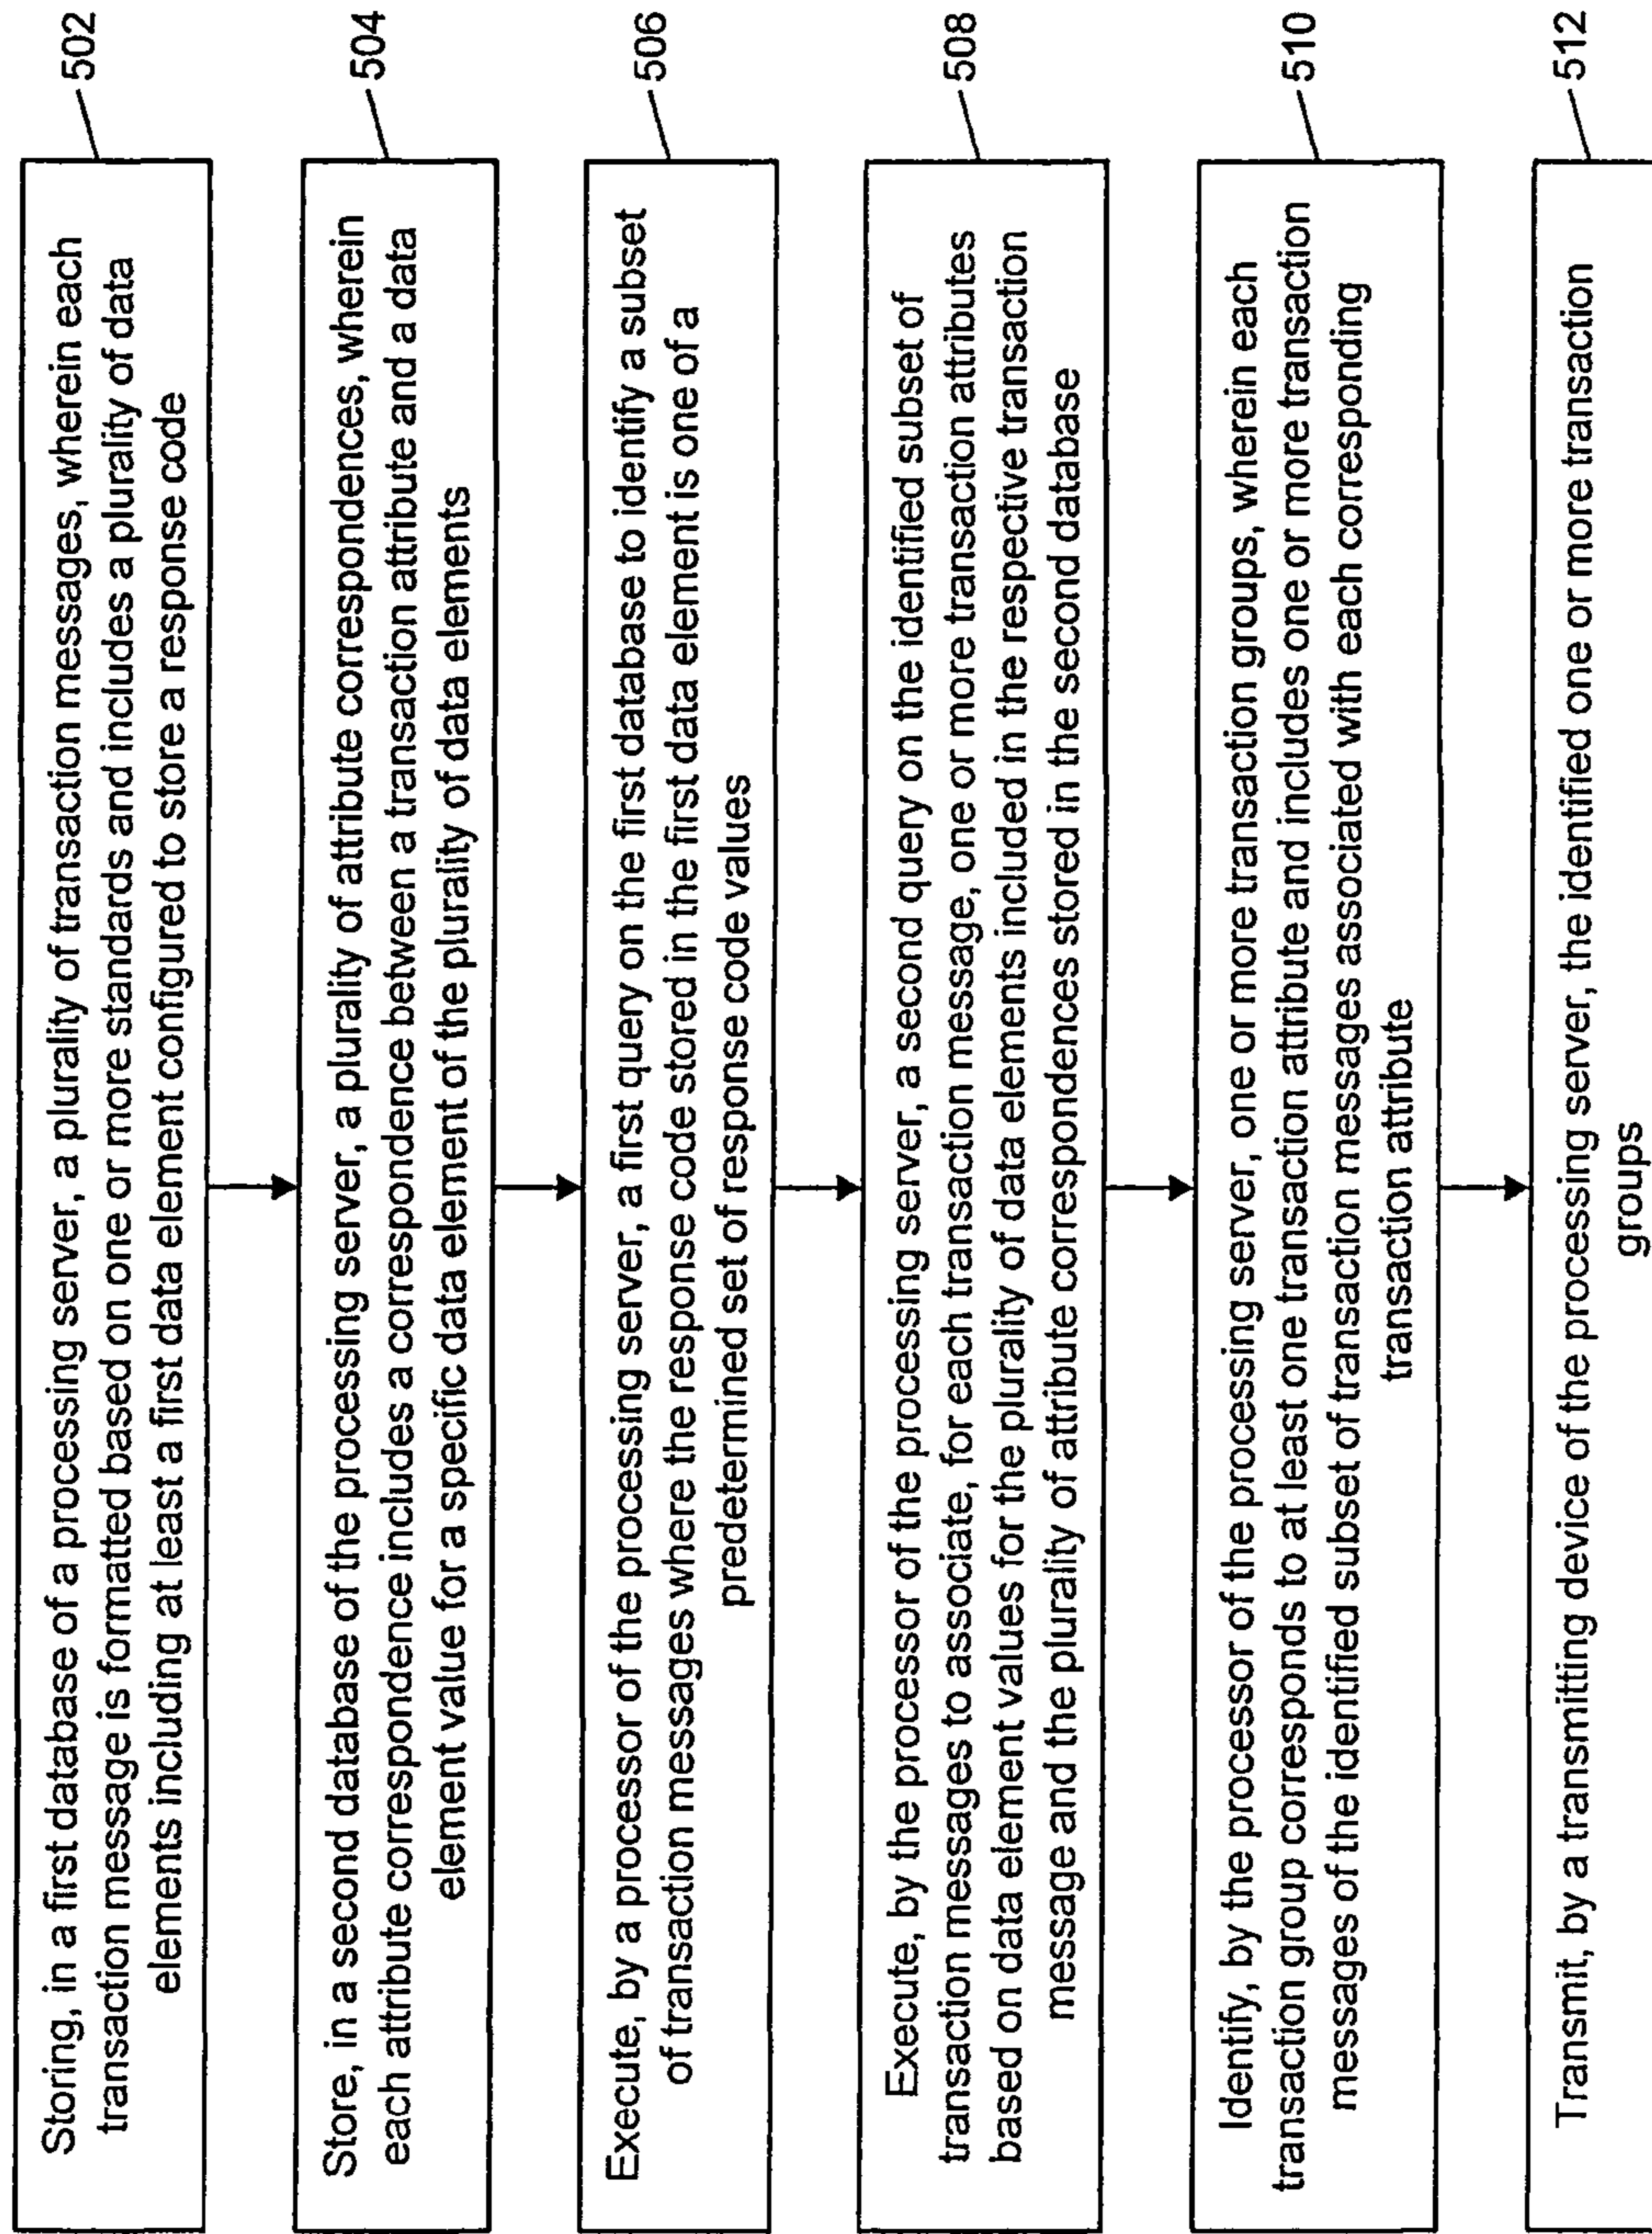 Storing, in a first database of a processing server, a plurality of transaction messages, wherein each
transaction message is formatted based on one or more standards and includes a plurality of data
elements including at least a first data element configured to store a response code
502
Store, in a second database of the processing server, a plurality of attribute correspondences, wherein
each attribute correspondence includes a correspondence between a transaction attribute and a data
element value for a specific data element of the plurality of data elements
504
Execute, by a processor of the processing server, a first query on the first database to identify a subset
of transaction messages where the response code stored in the first data element is one of a
predetermined set of response code values
506
Execute, by the processor of the processing server, a second query on the identified subset of
transaction messages to associate, for each transaction message, one or more transaction attributes
based on data element values for the plurality of data elements included in the respective transaction
message and the plurality of attribute correspondences stored in the second database
508
Identify, by the processor of the processing server, one or more transaction groups, wherein each
transaction group corresponds to at least one transaction attribute and includes one or more transaction
messages of the identified subset of transaction messages associated with each corresponding
transaction attribute
510
Transmit, by a transmitting device of the processing server, the identified one or more transaction
groups
512